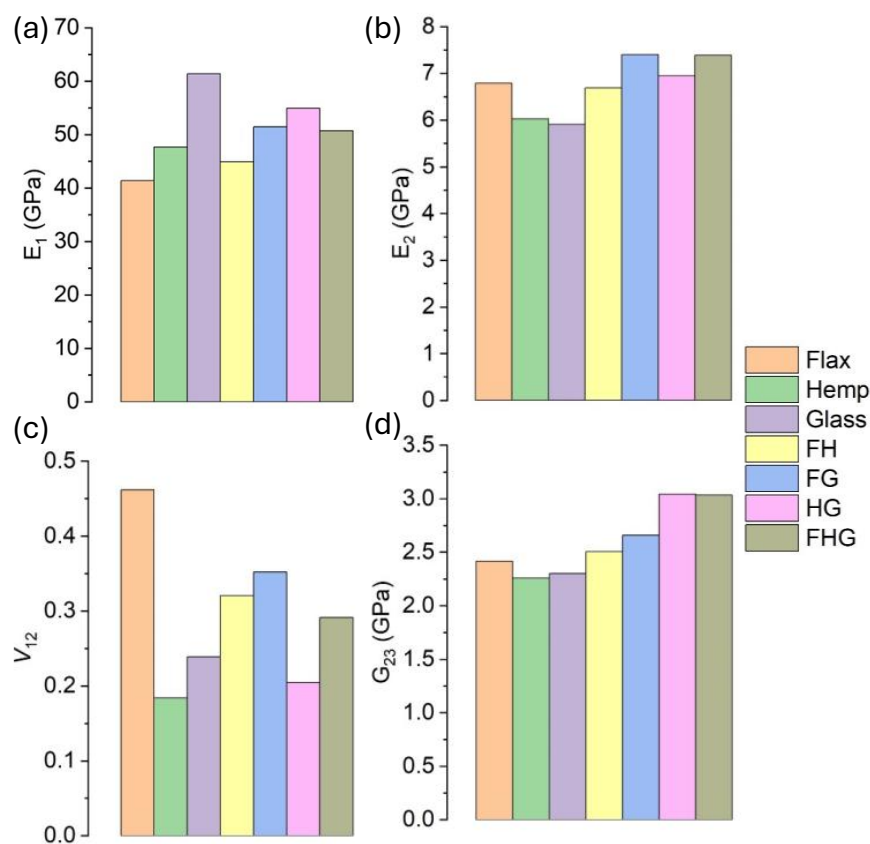 (a)
70
60
50
40
30
20
10
0
E₁ (GPa)
(b)
8
7
6
5
4
3
2
1
0
E₂ (GPa)
Flax
Hemp
Glass
FH
FG
HG
FHG
(c)
0.5
0.4
0.3
0.2
0.1
0.0
V₁₂
(d)
3.5
3.0
2.5
2.0
1.5
1.0
0.5
0.0
G₂₃ (GPa)